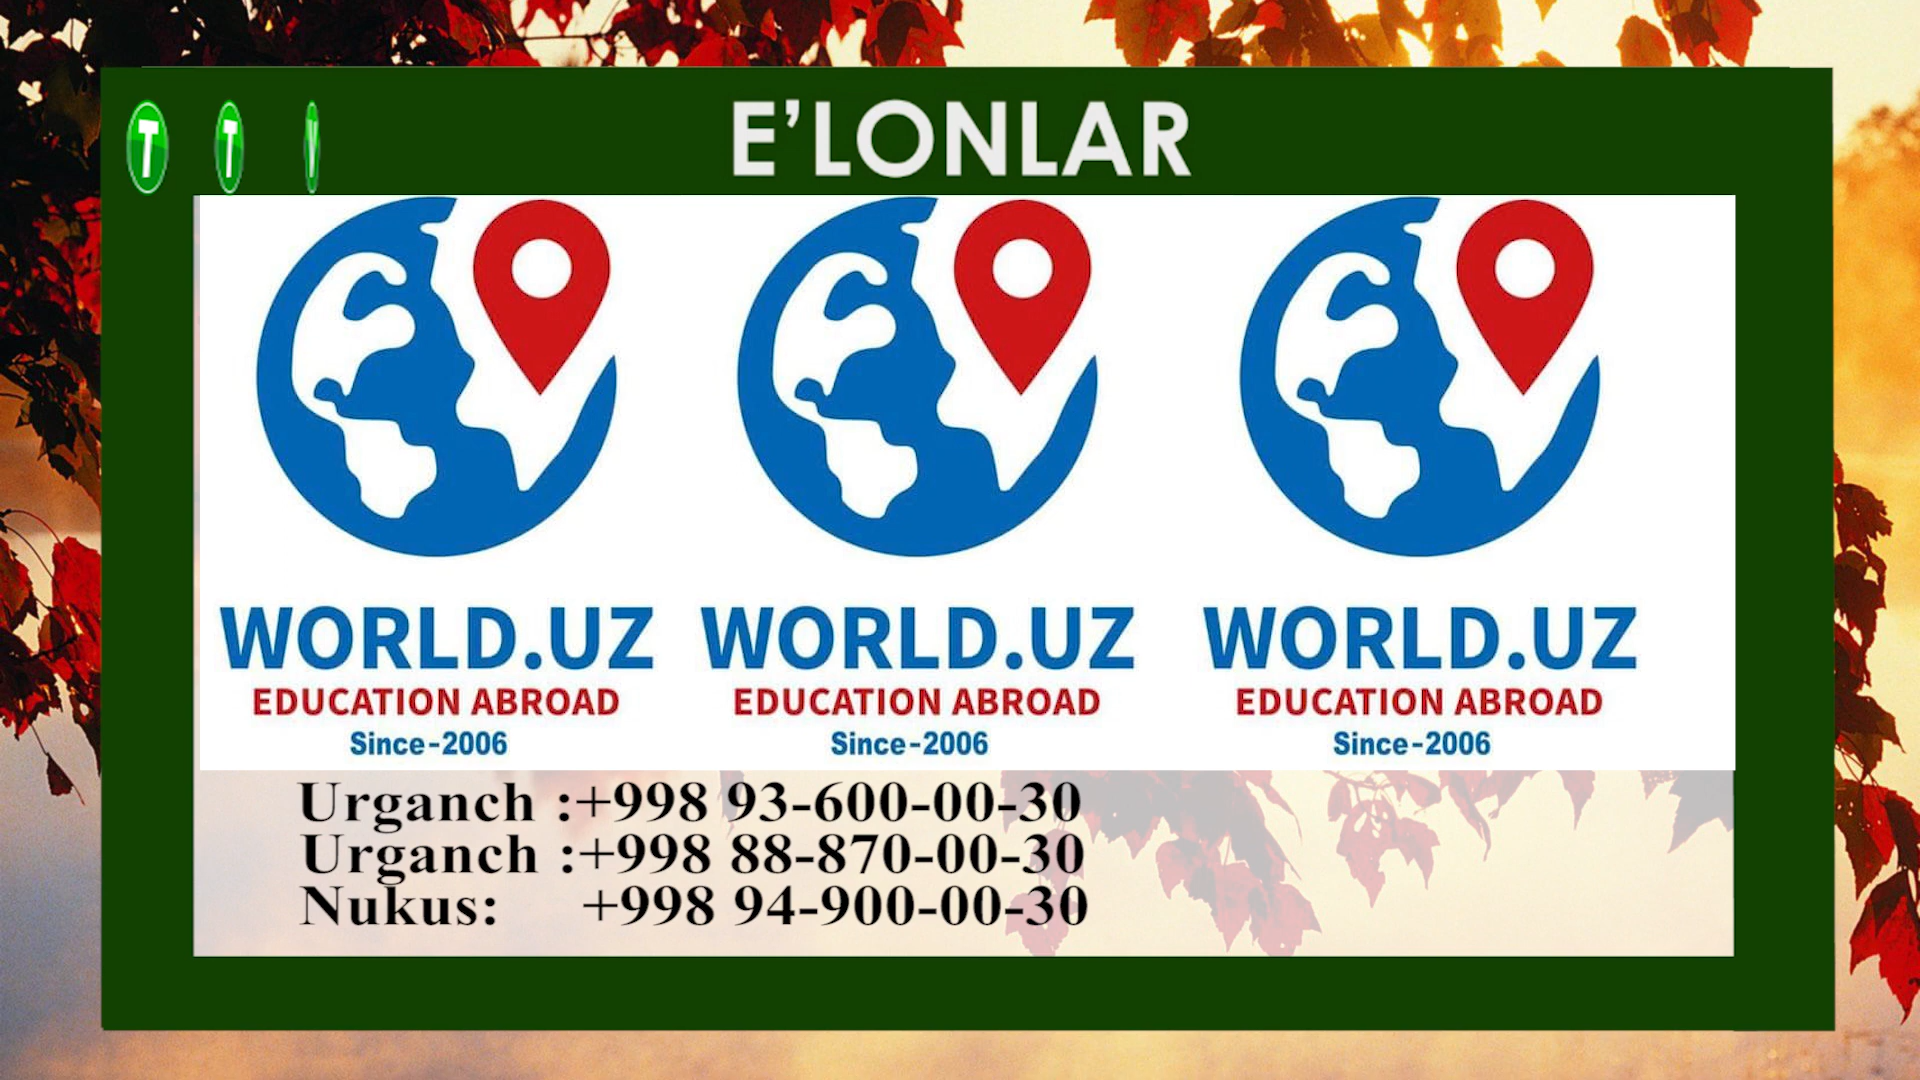 T T Y
E’LONLAR
WORLD.UZ WORLD.UZ WORLD.UZ
EDUCATION ABROAD EDUCATION ABROAD EDUCATION ABROAD
Since-2006 Since-2006 Since-2006
Urganch :+998 93-600-00-30
Urganch :+998 88-870-00-30
Nukus: +998 94-900-00-30